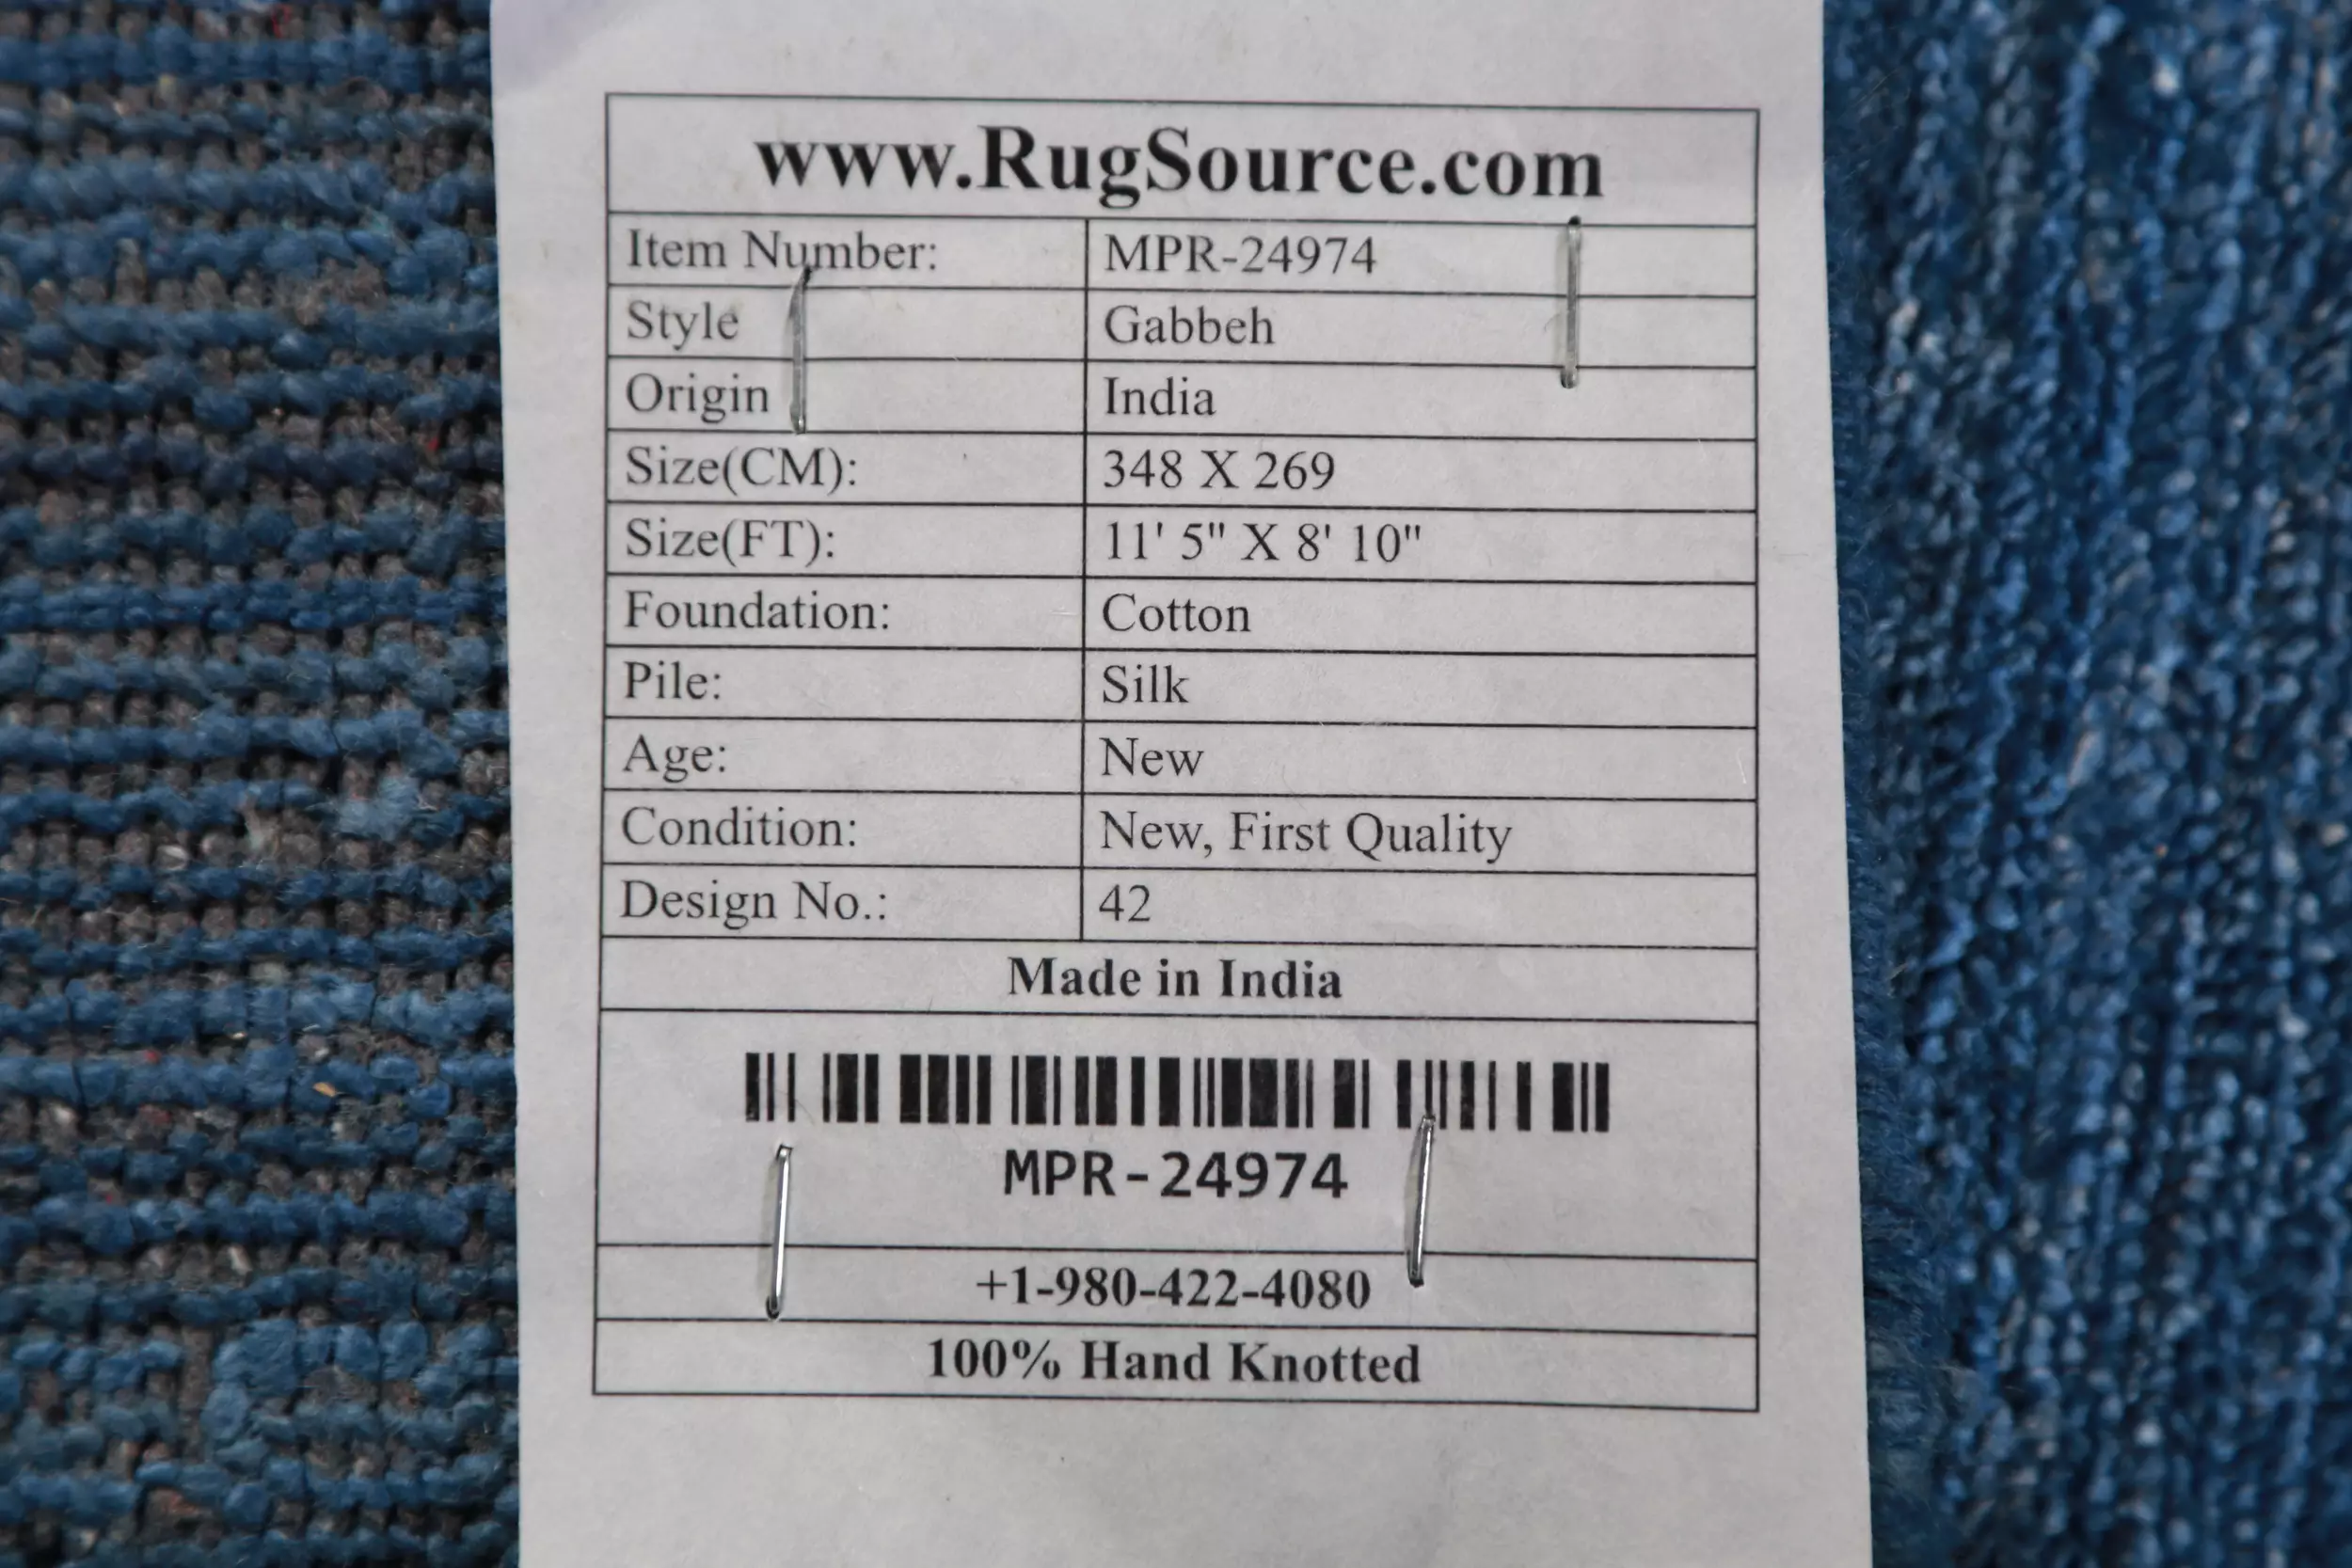 www.RugSource.com
Item Number: MPR-24974
Style Gabbeh
Origin India
Size(CM): 348 X 269
Size(FT): 11' 5" X 8' 10"
Foundation: Cotton
Pile: Silk
Age: New
Condition: New, First Quality
Design No.: 42
Made in India
MPR-24974
+1-980-422-4080
100% Hand Knotted